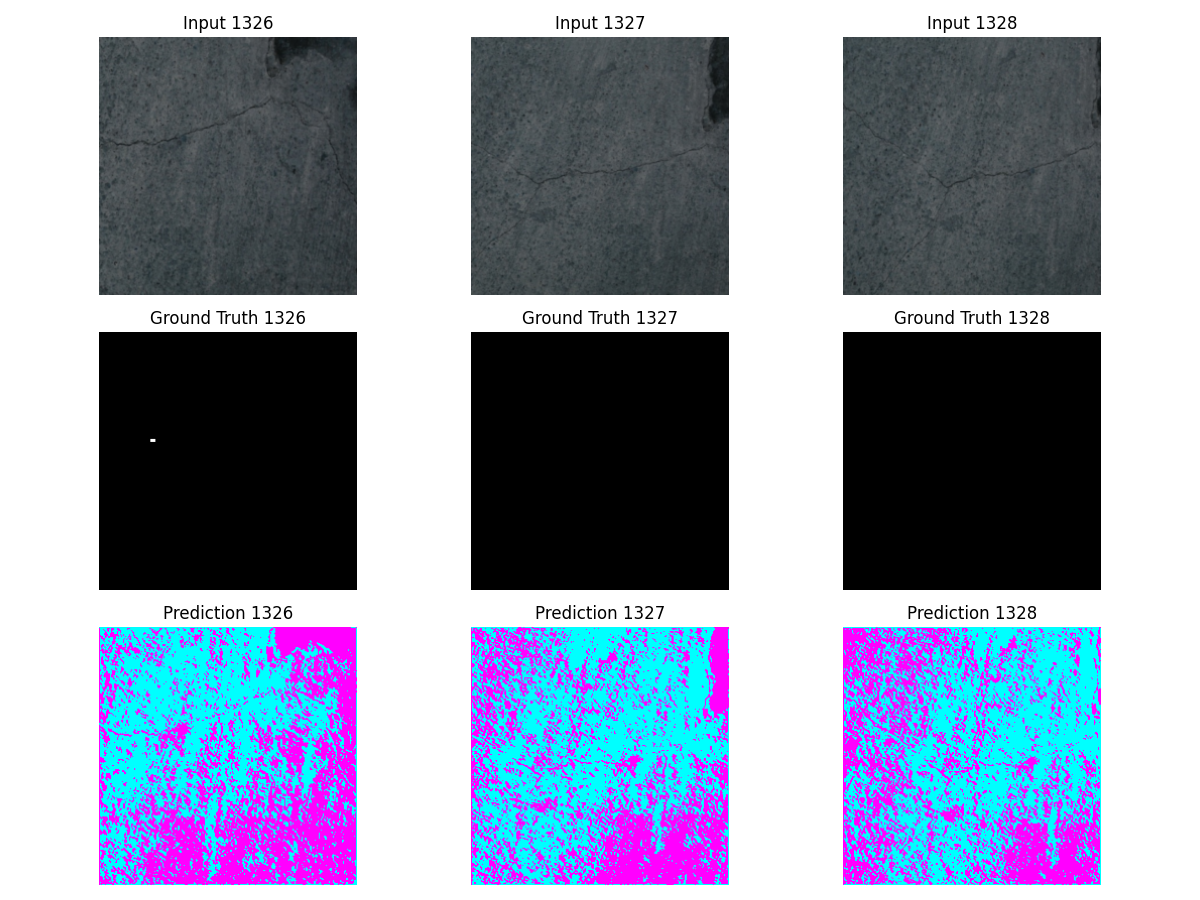 Input 1326
Input 1327
Input 1328
Ground Truth 1326
Ground Truth 1327
Ground Truth 1328
Prediction 1326
Prediction 1327
Prediction 1328